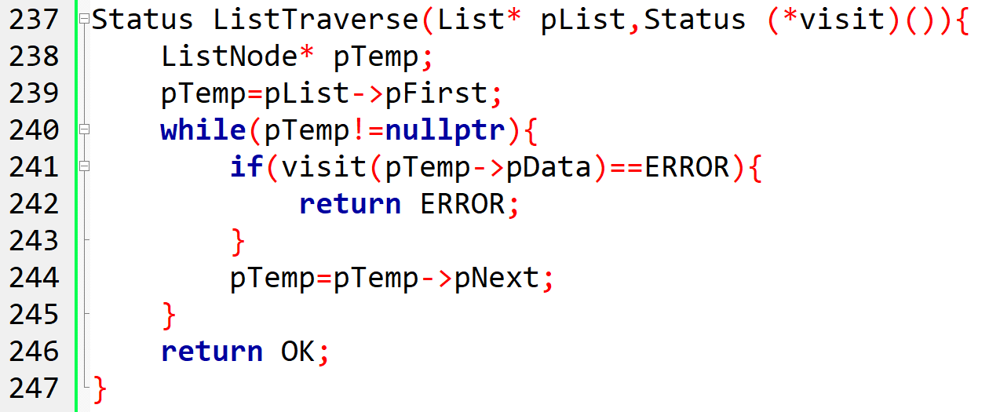 237 Status ListTraverse(List* pList,Status (*visit)()){
238     ListNode* pTemp;
239     pTemp=pList->pFirst;
240     while(pTemp!=nullptr){
241         if(visit(pTemp->pData)==ERROR){
242             return ERROR;
243         }
244         pTemp=pTemp->pNext;
245     }
246     return OK;
247 }